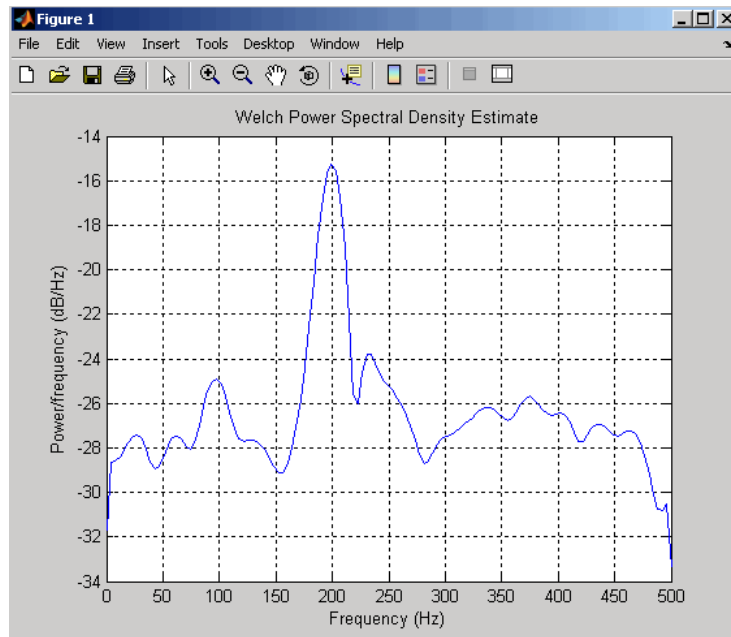 Figure 1
File Edit View Insert Tools Desktop Window Help
Welch Power Spectral Density Estimate
-14
-16
-18
-20
-22
-24
-26
-28
-30
-32
-34
Power/frequency (dB/Hz)
0 50 100 150 200 250 300 350 400 450 500
Frequency (Hz)